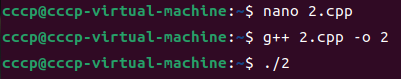 cccp@cccp-virtual-machine:~$ nano 2.cpp
cccp@cccp-virtual-machine:~$ g++ 2.cpp -o 2
cccp@cccp-virtual-machine:~$ ./2